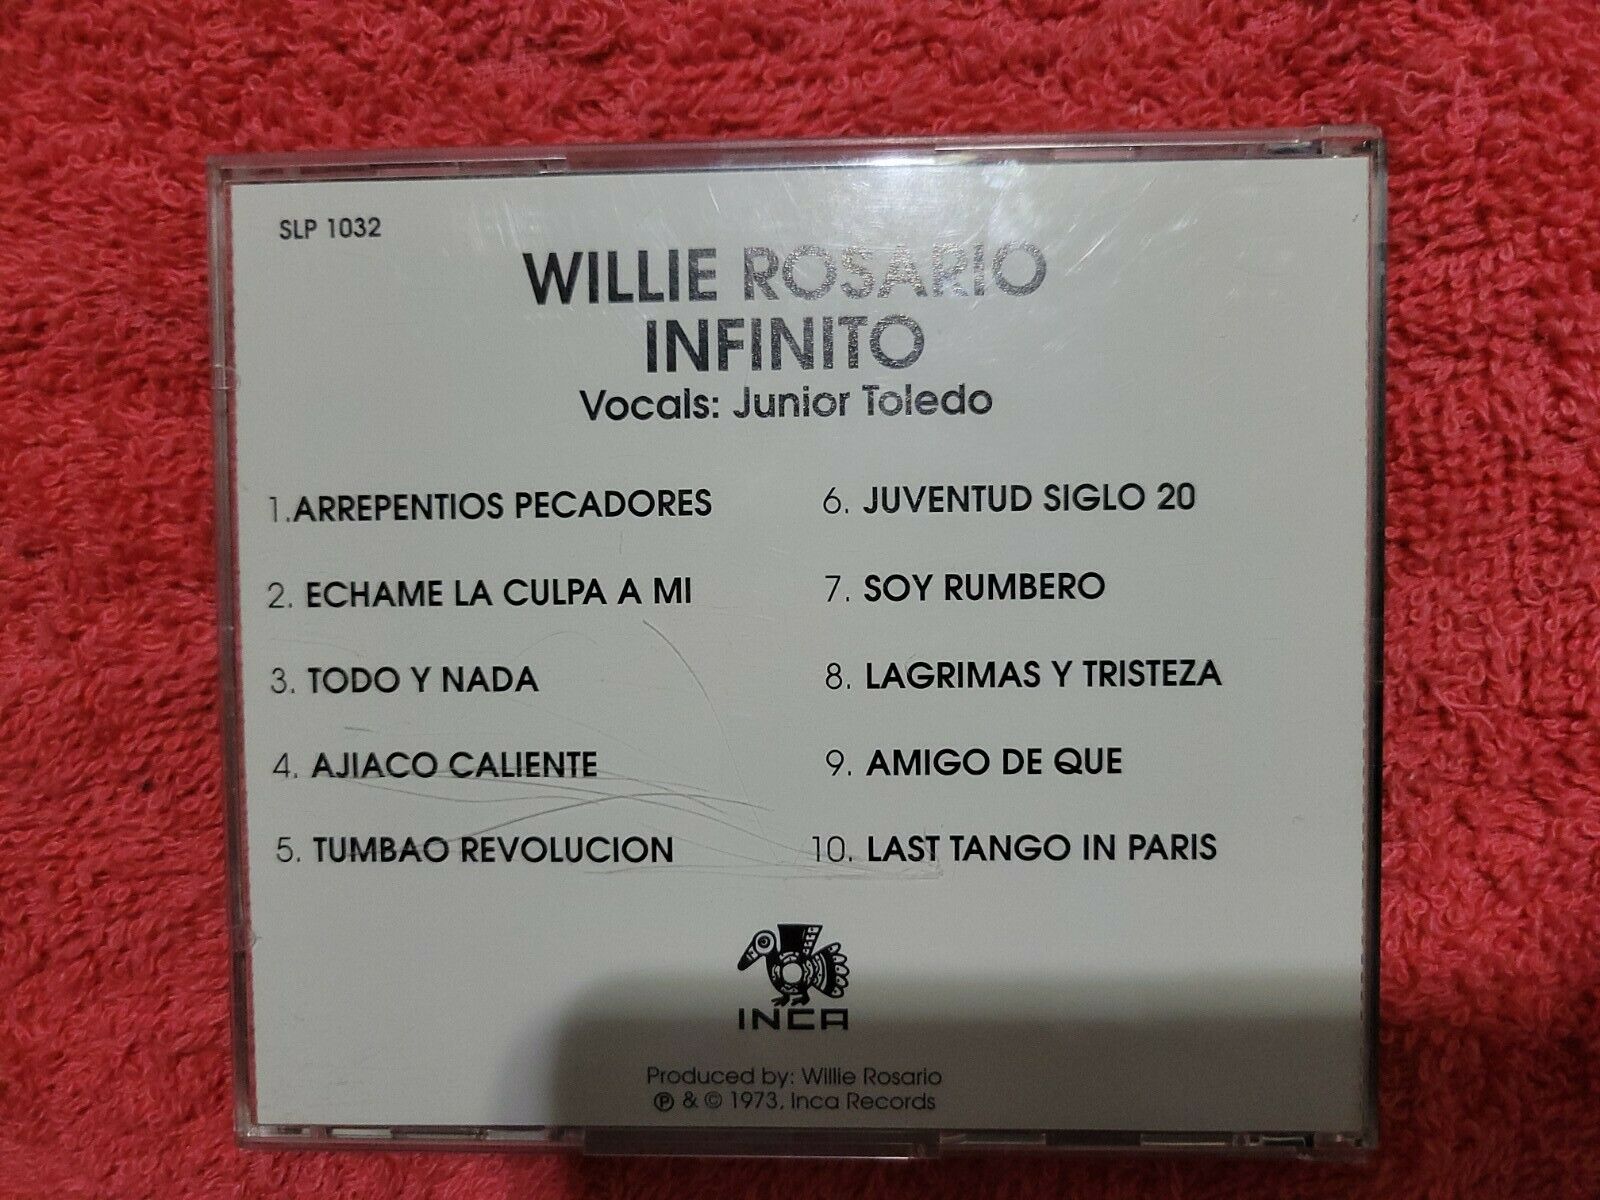 SLP 1032
WILLIE ROSARIO
INFINITO
Vocals: Junior Toledo
1.ARREPENTIOS PECADORES
2. ECHAME LA CULPA A MI
3. TODO Y NADA
4. AJIACO CALIENTE
5. TUMBAO REVOLUCION
6. JUVENTUD SIGLO 20
7. SOY RUMBERO
8. LAGRIMAS Y TRISTEZA
9. AMIGO DE QUE
10. LAST TANGO IN PARIS
INCA
Produced by: Willie Rosario
℗ & © 1973, Inca Records